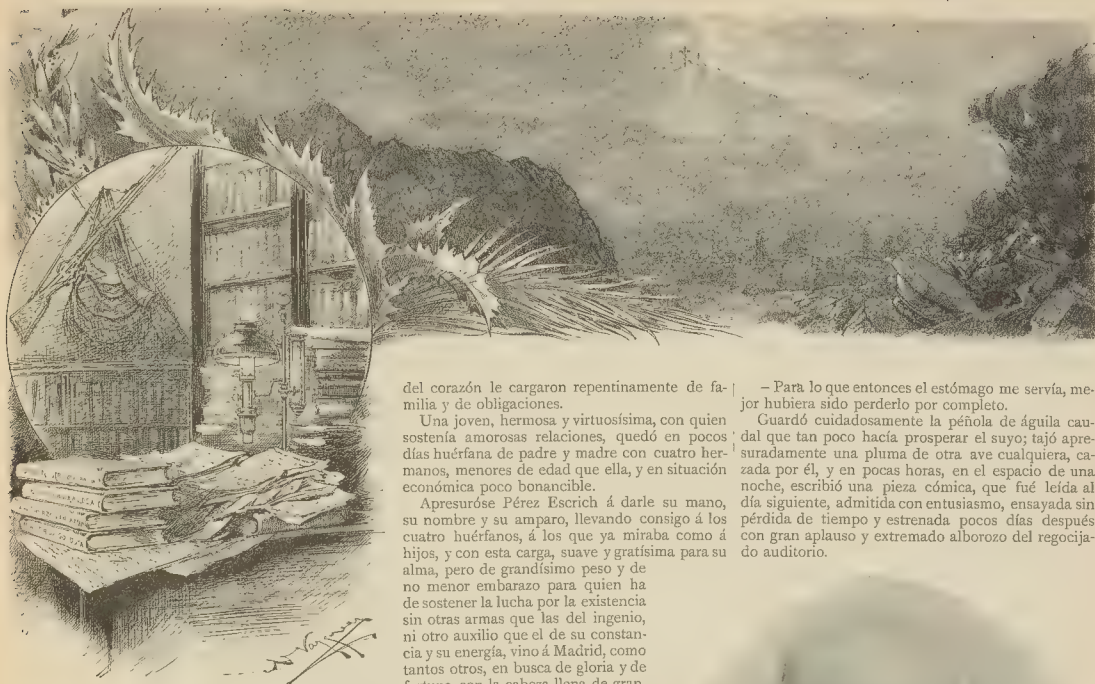 del corazón le cargaron repentinamente de fa-
milia y de obligaciones.
Una joven, hermosa y virtuosísima, con quien
sostenía amorosas relaciones, quedó en pocos
días huérfana de padre y madre con cuatro her-
manos, menores de edad que ella, y en situación
económica poco bonancible.
Apresuróse Pérez Escrich á darle su mano,
su nombre y su amparo, llevando consigo á los
cuatro huérfanos, á los que ya miraba como á
hijos, y con esta carga, suave y gratísima para su
alma, pero de grandísimo peso y de
no menor embarazo para quien ha
de sostener la lucha por la existencia
sin otras armas que las del ingenio,
ni otro auxilio que el de su constan-
cia y su energía, vino á Madrid, como
tantos otros, en busca de gloria y de
fortuna, con la cabeza llena de gran-
– Para lo que entonces el estómago me servía, me-
jor hubiera sido perderlo por completo.
Guardó cuidadosamente la péñola de águila cau-
dal que tan poco hacía prosperar el suyo; tajó apre-
suradamente una pluma de otra ave cualquiera, ca-
zada por él, y en pocas horas, en el espacio de una
noche, escribió una pieza cómica, que fué leída al
día siguiente, admitida con entusiasmo, ensayada sin
pérdida de tiempo y estrenada pocos días después
con gran aplauso y extremado alborozo del regocija-
do auditorio.